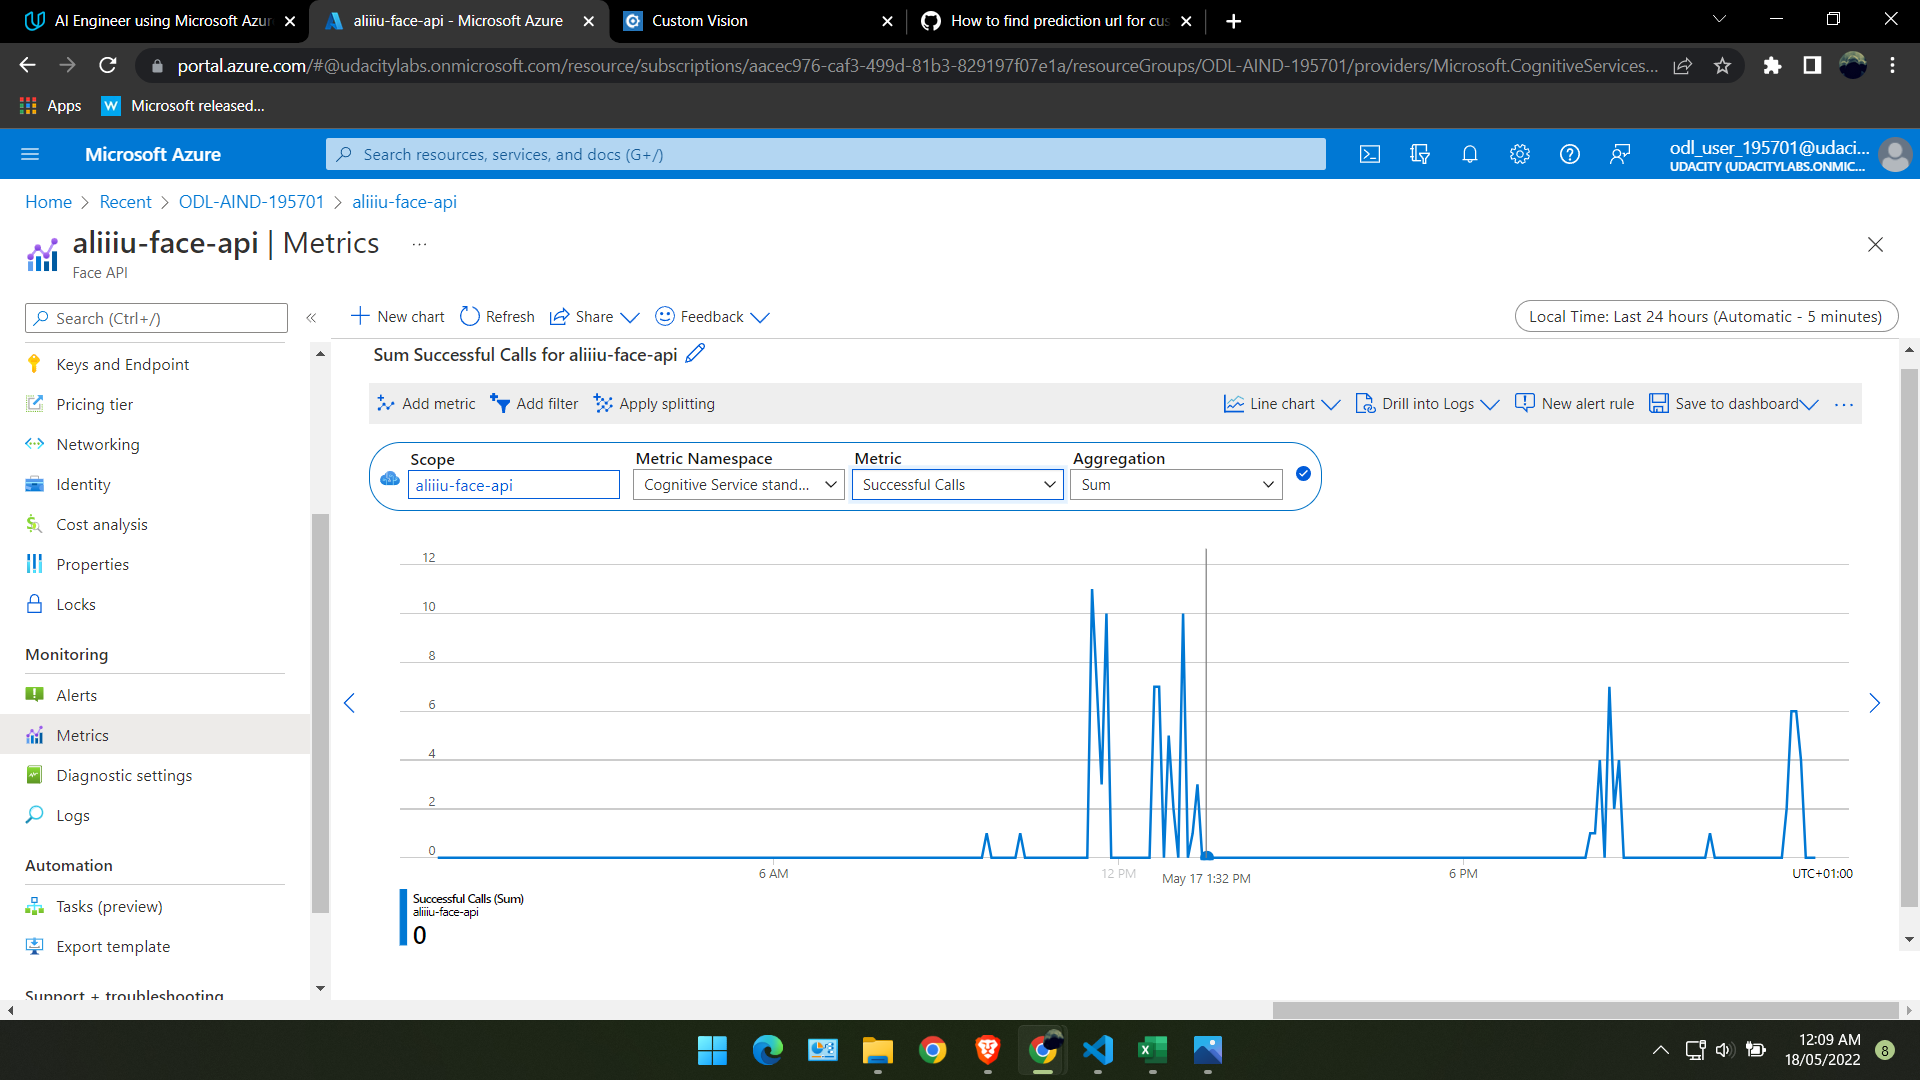 AI Engineer using Microsoft Azur
aliiiu-face-api - Microsoft Azure
Custom Vision
How to find prediction url for cus
portal.azure.com/#@udacitylabs.onmicrosoft.com/resource/subscriptions/aacec976-caf3-499d-81b3-829197f07e1a/resourceGroups/ODL-AIND-195701/providers/Microsoft.CognitiveServices...
Apps
Microsoft released...
Microsoft Azure
Search resources, services, and docs (G+/)
odl_user_195701@udaci...
UDACITY (UDACITYLABS.ONMIC...
Home > Recent > ODL-AIND-195701 > aliiiu-face-api
aliiiu-face-api | Metrics ...
Face API
Search (Ctrl+/)
«
New chart
Refresh
Share
Feedback
Local Time: Last 24 hours (Automatic - 5 minutes)
Keys and Endpoint
Pricing tier
Networking
Identity
Cost analysis
Properties
Locks
Monitoring
Alerts
Metrics
Diagnostic settings
Logs
Automation
Tasks (preview)
Export template
Support + troubleshooting
Sum Successful Calls for aliiiu-face-api
Add metric
Add filter
Apply splitting
Line chart
Drill into Logs
New alert rule
Save to dashboard
...
Scope
aliiiu-face-api
Metric Namespace
Cognitive Service stand...
Metric
Successful Calls
Aggregation
Sum
12
10
8
6
4
2
0
6 AM
12 PM
May 17 1:32 PM
6 PM
UTC+01:00
Successful Calls (Sum)
aliiiu-face-api
0
12:09 AM
18/05/2022
8